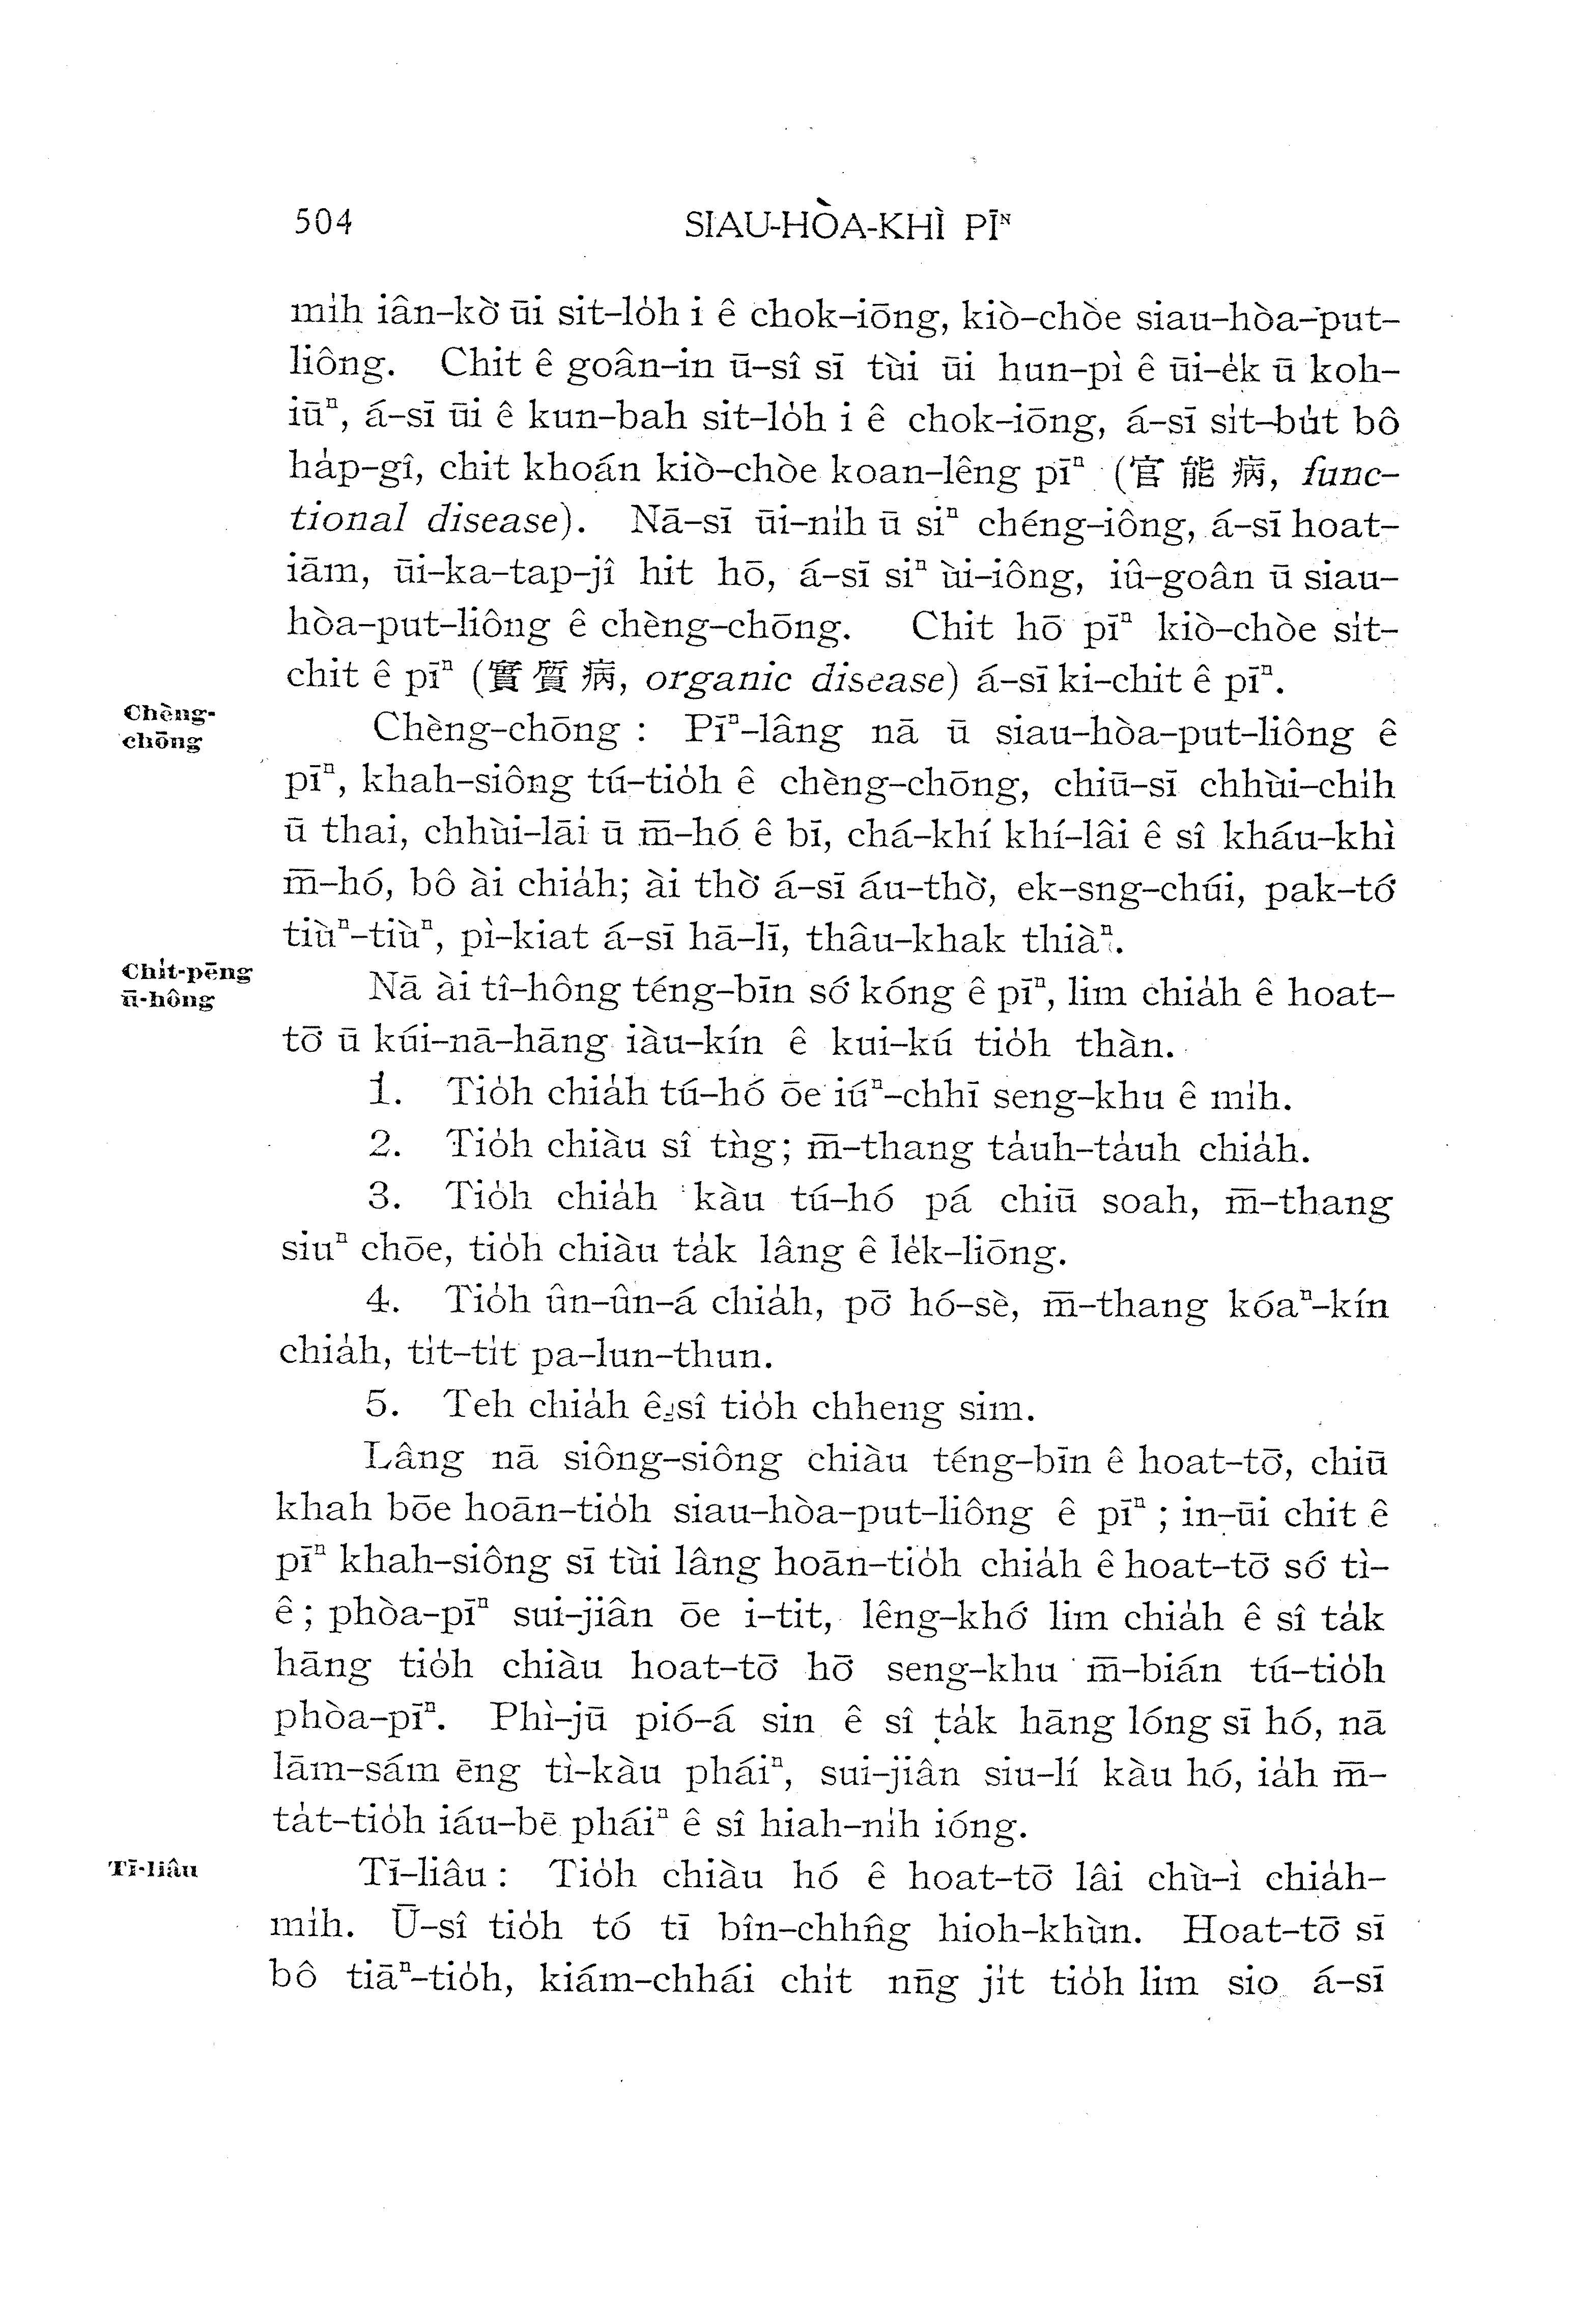 504 SIAU-HÒA-KHÌ PĪᴺ
mi̍h iân-kò͘ ūi sit-lo̍h i ê chok-iōng, kiò-chòe siau-hòa-put-
liông. Chit ê goân-in ū-sî sī tùi ūi hun-pì ê ūi-e̍k ū koh-
iūⁿ, á-sī ūi ê kun-bah sit-lo̍h i ê chok-iōng, á-sī si̍t-bu̍t bô
ha̍p-gî, chit khoán kiò-chòe koan-lêng pīⁿ (官能病, func-
tional disease). Nā-sī ūi-ni̍h ū siⁿ chéng-iông, á-sī hoat-
iām, ūi-ka-tap-jî hit hō, á-sī siⁿ ùi-iông, iû-goân ū siau-
hòa-put-liông ê chèng-chōng. Chit hō pīⁿ kiò-chòe si̍t-
chit ê pīⁿ (實質病, organic disease) á-sī ki-chit ê pīⁿ.
Chèng-
chōng
Chèng-chōng : Pīⁿ-lâng nā ū siau-hòa-put-liông ê
pīⁿ, khah-siông tú-tio̍h ê chèng-chōng, chiū-sī chhùi-chi̍h
ū thai, chhùi-lāi ū m̄-hó ê bī, chá-khí khí-lâi ê sî kháu-khì
m̄-hó, bô ài chia̍h; ài thò͘ á-sī áu-thò͘, ek-sng-chúi, pak-tó͘
tiùⁿ-tiùⁿ, pì-kiat á-sī hā-lī, thâu-khak thiàⁿ.
Chi̍t-pēng
ū-hông
Nā ài tî-hông téng-bīn só͘ kóng ê pīⁿ, lim chia̍h ê hoat-
tō͘ ū kúi-nā-hāng iàu-kín ê kui-kú tio̍h thàn.
1. Tio̍h chia̍h tú-hó ōe iúⁿ-chhī seng-khu ê mi̍h.
2. Tio̍h chiàu sî tǹg; m̄-thang ta̍uh-ta̍uh chia̍h.
3. Tio̍h chia̍h kàu tú-hó pá chiū soah, m̄-thang
siuⁿ chōe, tio̍h chiàu ta̍k lâng ê le̍k-liōng.
4. Tio̍h ûn-ûn-á chia̍h, pō͘ hó-sè, m̄-thang kóaⁿ-kín
chia̍h, ti̍t-ti̍t pa-lun-thun.
5. Teh chia̍h ê sî tio̍h chheng sim.
Lâng nā siông-siông chiàu téng-bīn ê hoat-tō͘, chiū
khah bōe hoān-tio̍h siau-hòa-put-liông ê pīⁿ ; in-ūi chit ê
pīⁿ khah-siông sī tùi lâng hoān-tio̍h chia̍h ê hoat-tō͘ só͘ tì-
ê ; phòa-pīⁿ sui-jiân ōe i-tit, lêng-khó͘ lim chia̍h ê sî ta̍k
hāng tio̍h chiàu hoat-tō͘ hō͘ seng-khu m̄-bián tú-tio̍h
phòa-pīⁿ. Phì-jū pió-á sin ê sî ta̍k hāng lóng sī hó, nā
lām-sám ēng tì-kàu pháiⁿ, sui-jiân siu-lí kàu hó, ia̍h m̄-
ta̍t-tio̍h iáu-bē pháiⁿ ê sî hiah-ni̍h ióng.
Tī-liâu
Tī-liâu : Tio̍h chiàu hó ê hoat-tō͘ lâi chù-ì chia̍h-
mi̍h. Ū-sî tio̍h tó tī bîn-chhn̂g hioh-khùn. Hoat-tō͘ sī
bô tiāⁿ-tio̍h, kiám-chhái chi̍t nn̄g ji̍t tio̍h lim sio á-sī